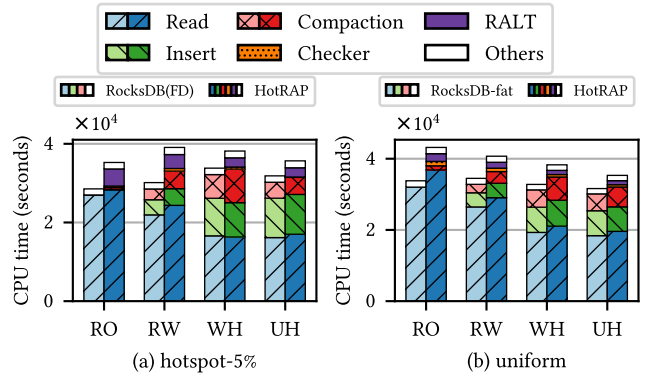 Read Compaction RALT
Insert Checker Others
RocksDB(FD) HotRAP
RocksDB-fat HotRAP
×10⁴
CPU time (seconds)
4
2
0
RO RW WH UH
(a) hotspot-5%
×10⁴
CPU time (seconds)
4
2
0
RO RW WH UH
(b) uniform